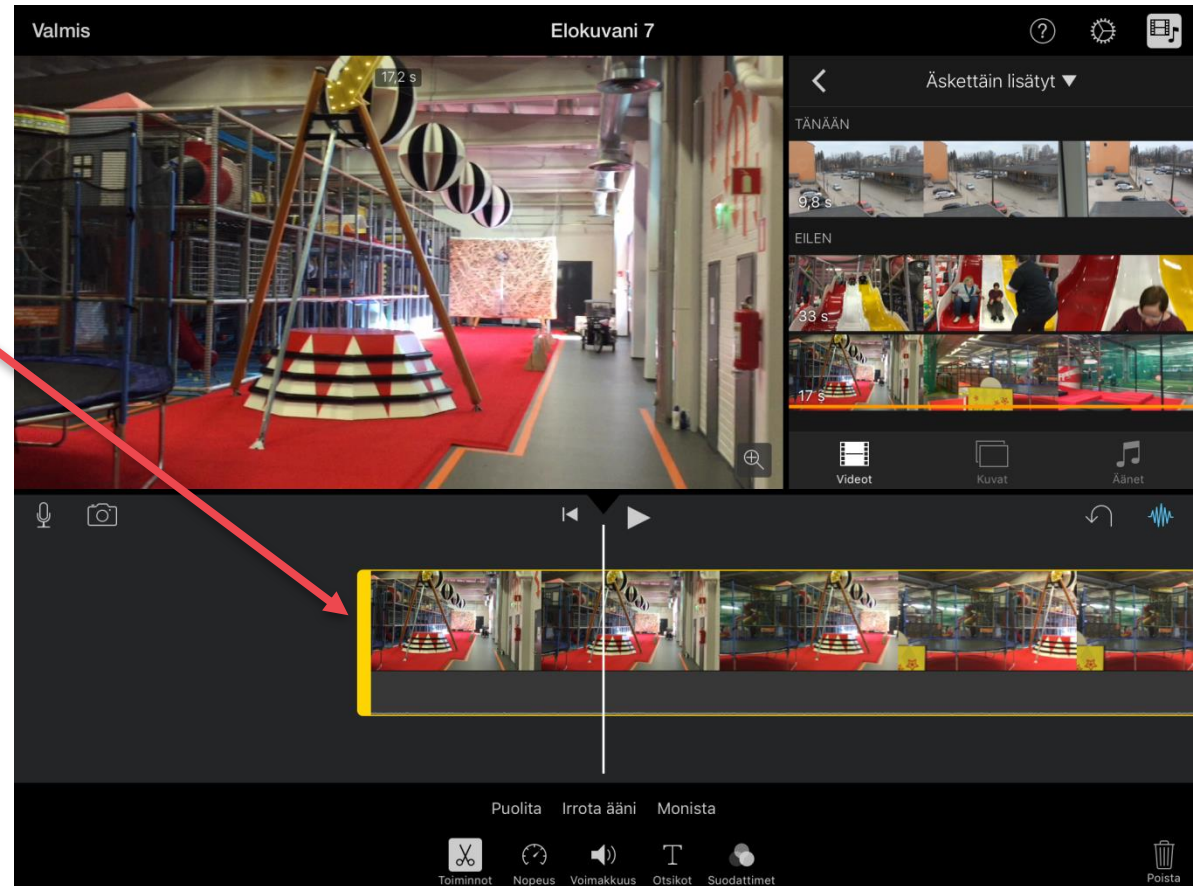 Valmis
Elokuvani 7
?
17,2 s
Äskettäin lisätyt ▼
TÄNÄÄN
9,8 s
EILEN
33 s
17 s
Videot
Kuvat
Äänet
Puolita Irrota ääni Monista
Toiminnot
Nopeus
Voimakkuus
Otsikot
Suodattimet
Poista